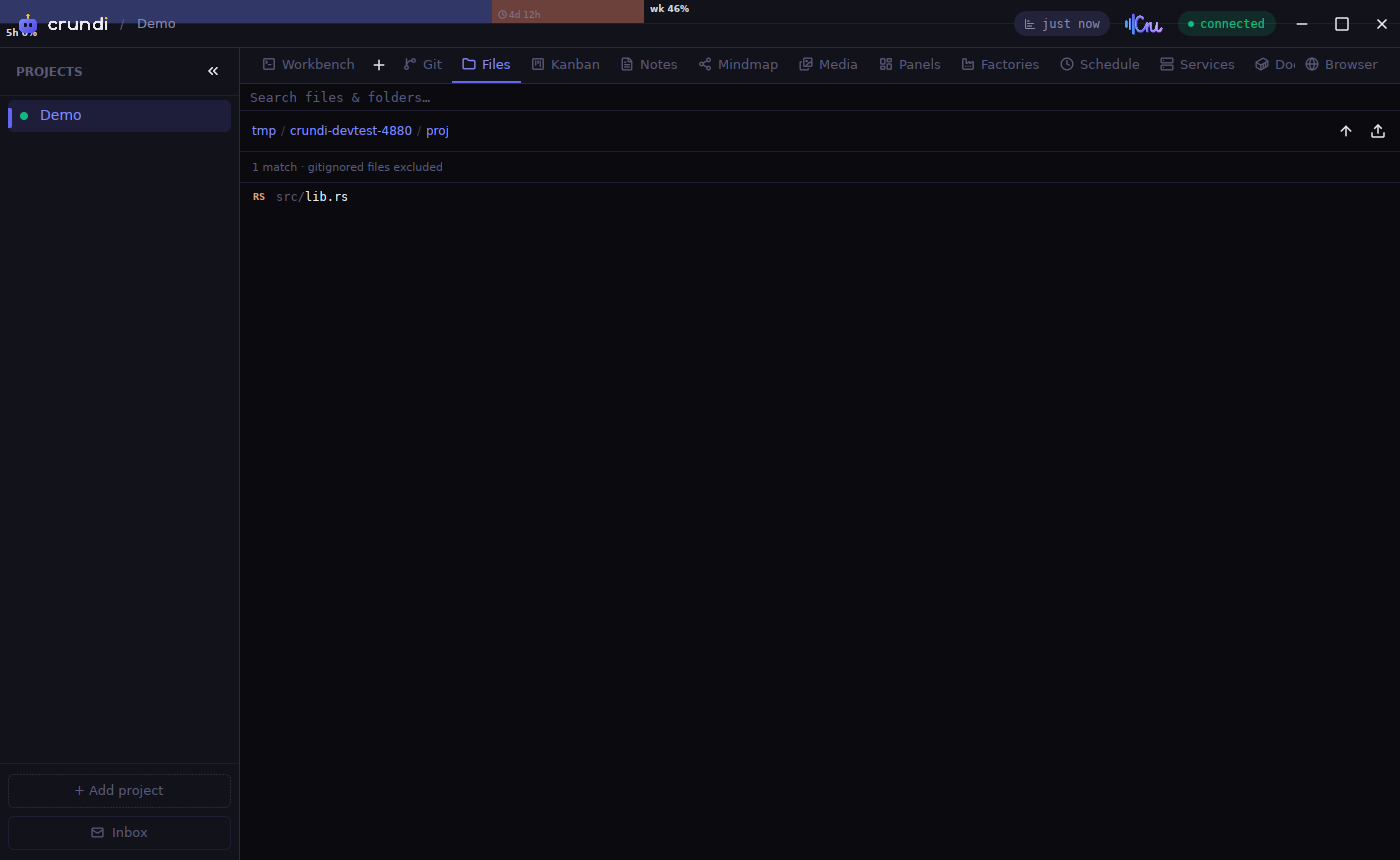 4d 12h
wk 46%
5h 0%
crundi / Demo
just now
Cru
connected
PROJECTS
Demo
+ Add project
Inbox
Workbench
Git
Files
Kanban
Notes
Mindmap
Media
Panels
Factories
Schedule
Services
Doc
Browser
Search files & folders…
tmp / crundi-devtest-4880 / proj
1 match · gitignored files excluded
RS src/lib.rs